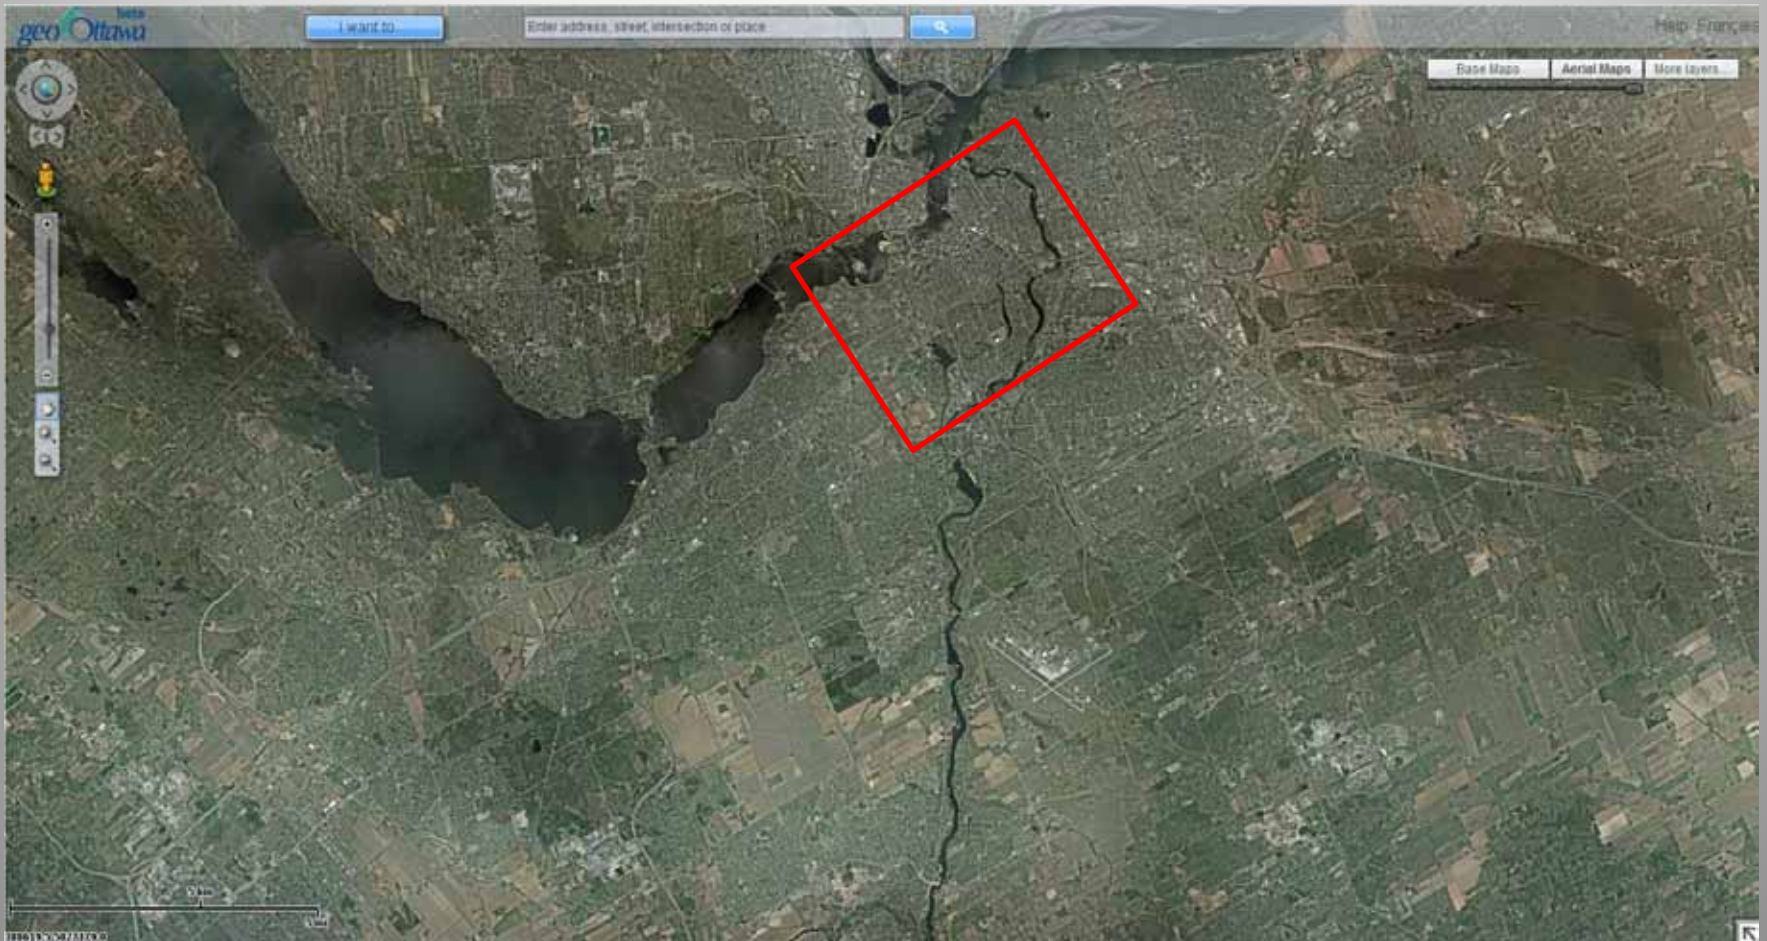 geoOttawa beta
I want to...
Enter address, street, intersection or place
Help Français
Base Maps Aerial Maps More layers...